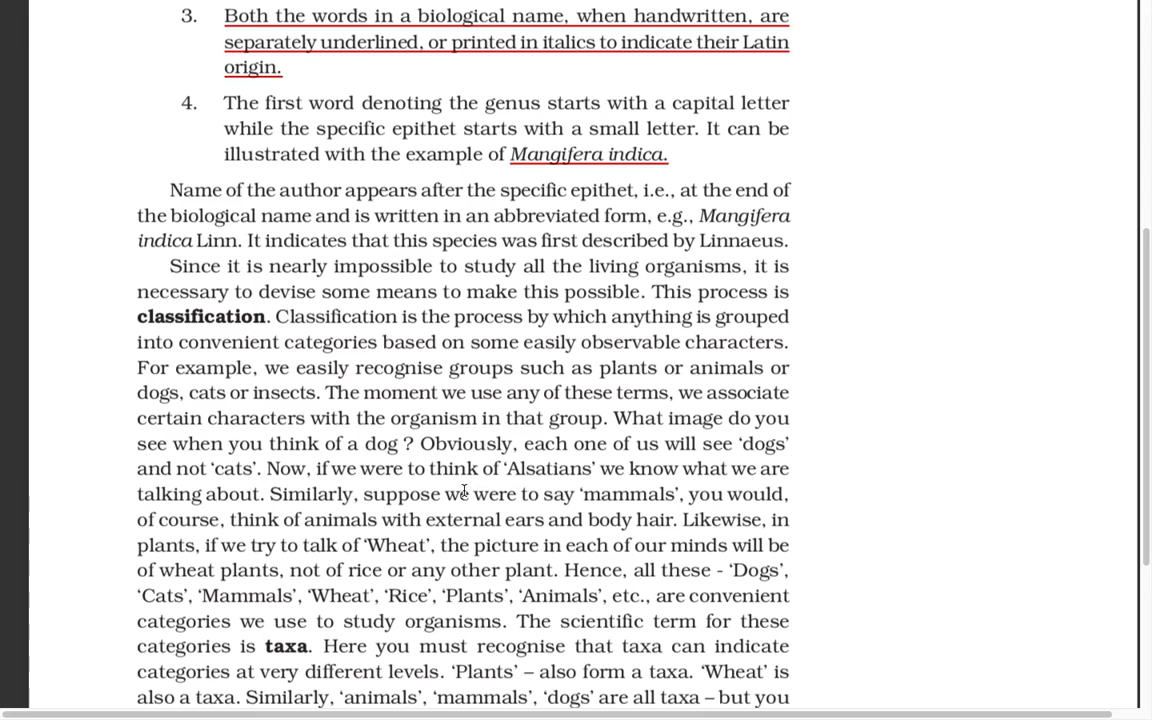 3. Both the words in a biological name, when handwritten, are
separately underlined, or printed in italics to indicate their Latin
origin.
4. The first word denoting the genus starts with a capital letter
while the specific epithet starts with a small letter. It can be
illustrated with the example of Mangifera indica.
Name of the author appears after the specific epithet, i.e., at the end of
the biological name and is written in an abbreviated form, e.g., Mangifera
indica Linn. It indicates that this species was first described by Linnaeus.
Since it is nearly impossible to study all the living organisms, it is
necessary to devise some means to make this possible. This process is
classification. Classification is the process by which anything is grouped
into convenient categories based on some easily observable characters.
For example, we easily recognise groups such as plants or animals or
dogs, cats or insects. The moment we use any of these terms, we associate
certain characters with the organism in that group. What image do you
see when you think of a dog ? Obviously, each one of us will see ‘dogs’
and not ‘cats’. Now, if we were to think of ‘Alsatians’ we know what we are
talking about. Similarly, suppose we were to say ‘mammals’, you would,
of course, think of animals with external ears and body hair. Likewise, in
plants, if we try to talk of ‘Wheat’, the picture in each of our minds will be
of wheat plants, not of rice or any other plant. Hence, all these - ‘Dogs’,
‘Cats’, ‘Mammals’, ‘Wheat’, ‘Rice’, ‘Plants’, ‘Animals’, etc., are convenient
categories we use to study organisms. The scientific term for these
categories is taxa. Here you must recognise that taxa can indicate
categories at very different levels. ‘Plants’ – also form a taxa. ‘Wheat’ is
also a taxa. Similarly, ‘animals’, ‘mammals’, ‘dogs’ are all taxa – but you